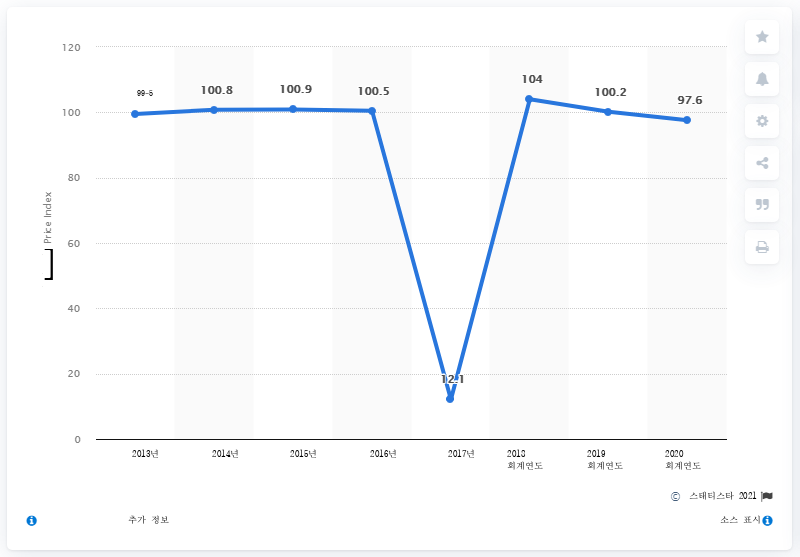 120
100
80
60
40
20
0
Price Index
]
99-5
100.8
100.9
100.5
12.1
104
100.2
97.6
2013년
2014년
2015년
2016년
2017년
2018
회계연도
2019
회계연도
2020
회계연도
© 스태티스타 2021
추가 정보
소스 표시